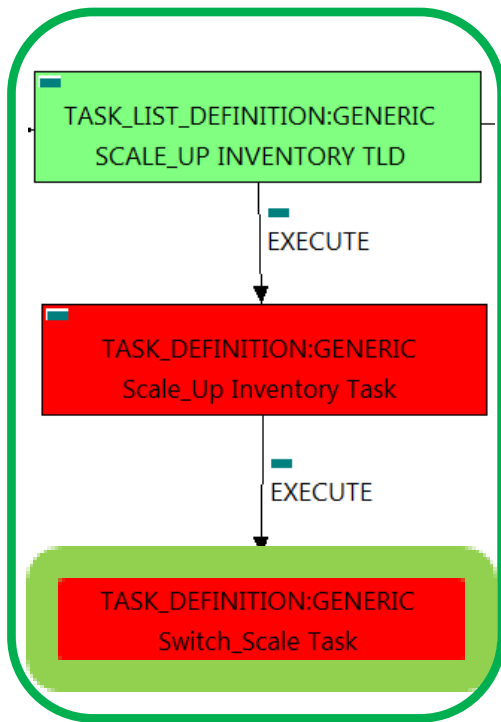 TASK_LIST_DEFINITION:GENERIC
SCALE_UP INVENTORY TLD
EXECUTE
TASK_DEFINITION:GENERIC
Scale_Up Inventory Task
EXECUTE
TASK_DEFINITION:GENERIC
Switch_Scale Task